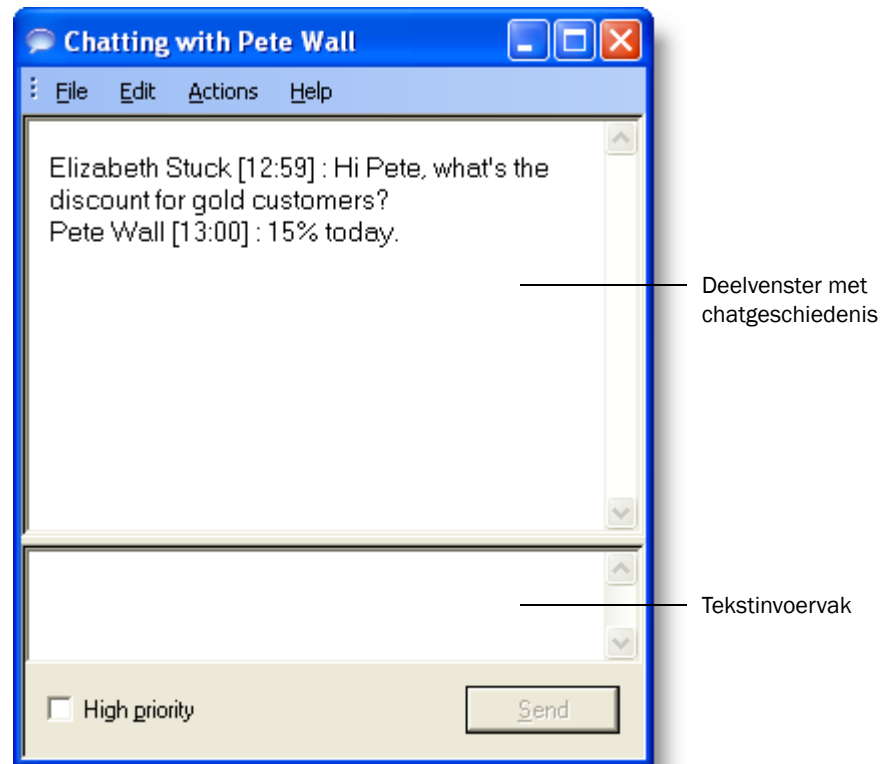 Chatting with Pete Wall
File Edit Actions Help
Elizabeth Stuck [12:59] : Hi Pete, what's the
discount for gold customers?
Pete Wall [13:00] : 15% today.
Deelvenster met
chatgeschiedenis
Tekstinvoervak
High priority
Send